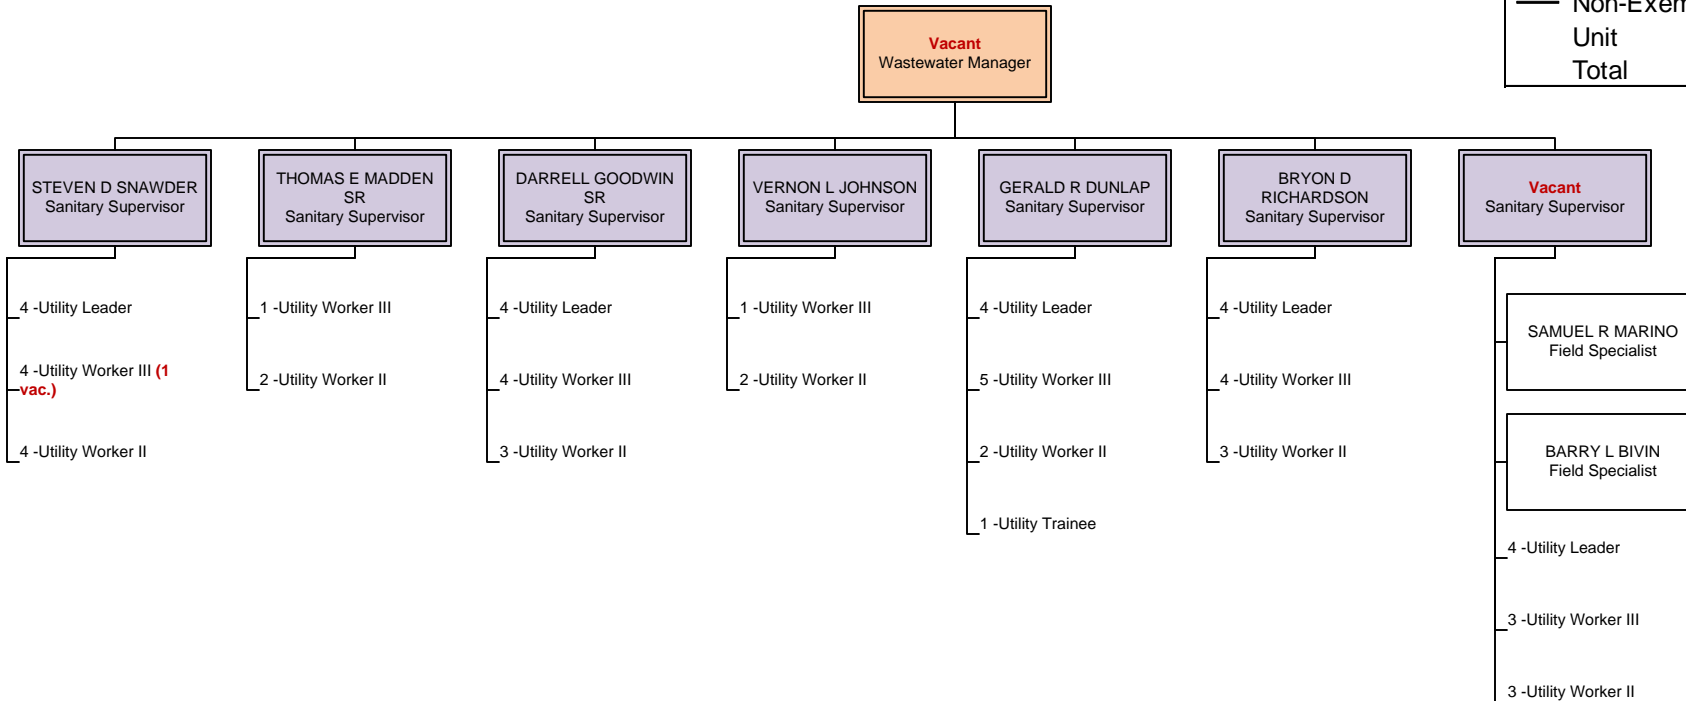 Unit
Total
Vacant
Wastewater Manager
STEVEN D SNAWDER
Sanitary Supervisor
THOMAS E MADDEN
SR
Sanitary Supervisor
DARRELL GOODWIN
SR
Sanitary Supervisor
VERNON L JOHNSON
Sanitary Supervisor
GERALD R DUNLAP
Sanitary Supervisor
BRYON D
RICHARDSON
Sanitary Supervisor
Vacant
Sanitary Supervisor
4 -Utility Leader
4 -Utility Worker III (1
vac.)
4 -Utility Worker II
1 -Utility Worker III
2 -Utility Worker II
4 -Utility Leader
4 -Utility Worker III
3 -Utility Worker II
1 -Utility Worker III
2 -Utility Worker II
4 -Utility Leader
5 -Utility Worker III
2 -Utility Worker II
1 -Utility Trainee
4 -Utility Leader
4 -Utility Worker III
3 -Utility Worker II
SAMUEL R MARINO
Field Specialist
BARRY L BIVIN
Field Specialist
4 -Utility Leader
3 -Utility Worker III
3 -Utility Worker II